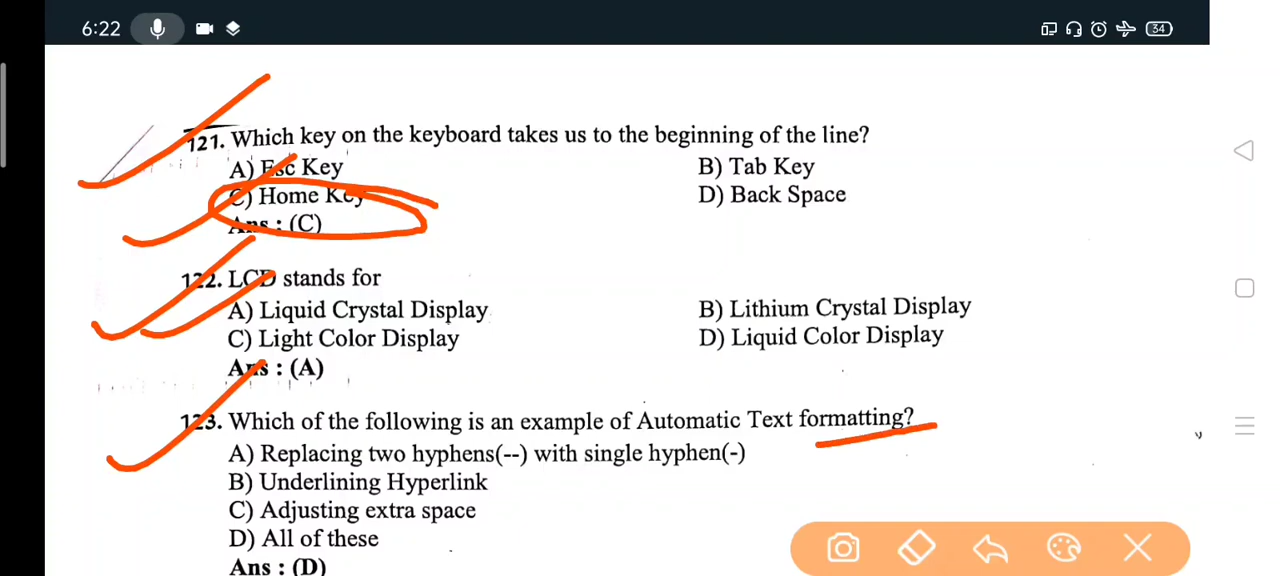 6:22
34
121. Which key on the keyboard takes us to the beginning of the line?
A) Esc Key
B) Tab Key
C) Home Key
D) Back Space
Ans : (C)
122. LCD stands for
A) Liquid Crystal Display
B) Lithium Crystal Display
C) Light Color Display
D) Liquid Color Display
Ans : (A)
123. Which of the following is an example of Automatic Text formatting?
A) Replacing two hyphens(--) with single hyphen(-)
B) Underlining Hyperlink
C) Adjusting extra space
D) All of these
Ans : (D)